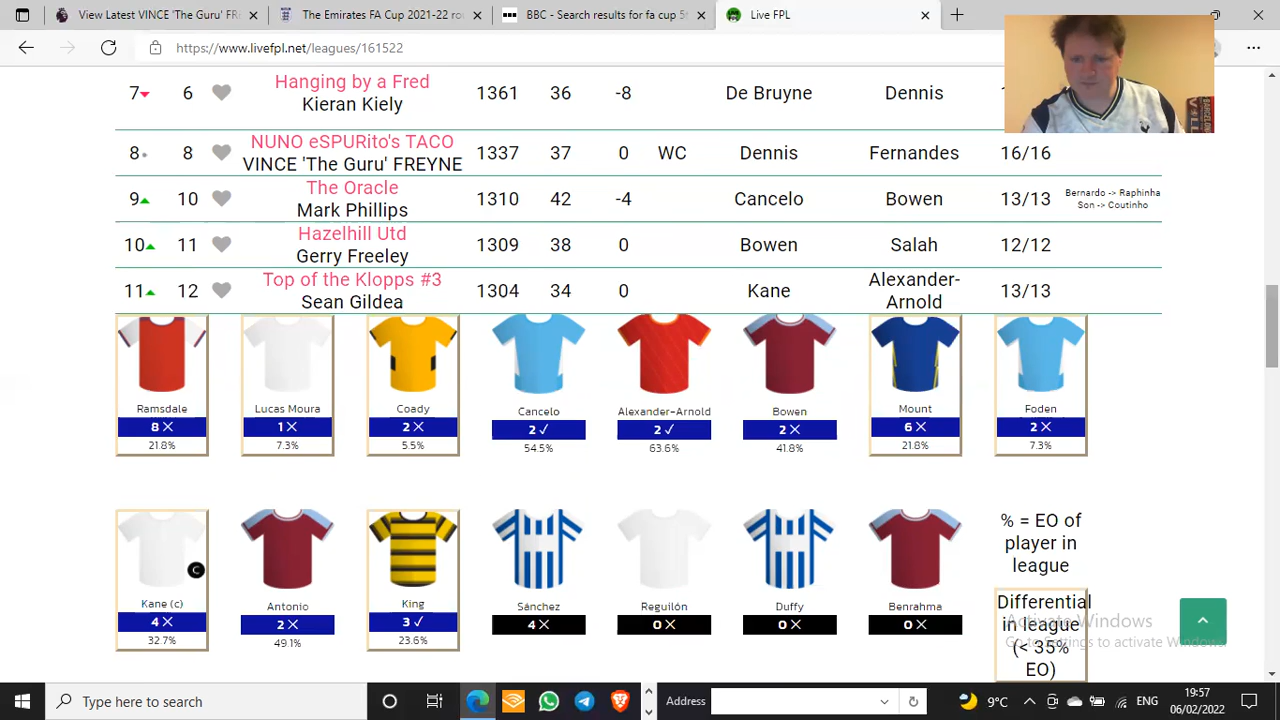 View Latest VINCE 'The Guru' FR
The Emirates FA Cup 2021-22 ro
BBC - Search results for fa cup 5t
Live FPL
https://www.livefpl.net/leagues/161522
7 6 Hanging by a Fred 1361 36 -8 De Bruyne Dennis
Kieran Kiely
8 8 NUNO eSPURito's TACO 1337 37 0 WC Dennis Fernandes 16/16
VINCE 'The Guru' FREYNE
9 10 The Oracle 1310 42 -4 Cancelo Bowen 13/13 Bernardo -> Raphinha
Mark Phillips Son -> Coutinho
10 11 Hazelhill Utd 1309 38 0 Bowen Salah 12/12
Gerry Freeley
11 12 Top of the Klopps #3 1304 34 0 Kane Alexander-
Sean Gildea Arnold 13/13
Ramsdale Lucas Moura Coady Cancelo Alexander-Arnold Bowen Mount Foden
8 ✕ 1 ✕ 2 ✕ 2 ✓ 2 ✓ 2 ✕ 6 ✕ 2 ✕
21.8% 7.3% 5.5% 54.5% 63.6% 41.8% 21.8% 7.3%
C
Kane (c) Antonio King Sánchez Reguilón Duffy Benrahma
4 ✕ 2 ✕ 3 ✓ 4 ✕ 0 ✕ 0 ✕ 0 ✕
32.7% 49.1% 23.6%
% = EO of
player in
league
Differential
in league
(< 35%
EO)
Activate Windows
Go to Settings to activate Windows.
Type here to search
Address
9°C
ENG
19:57
06/02/2022